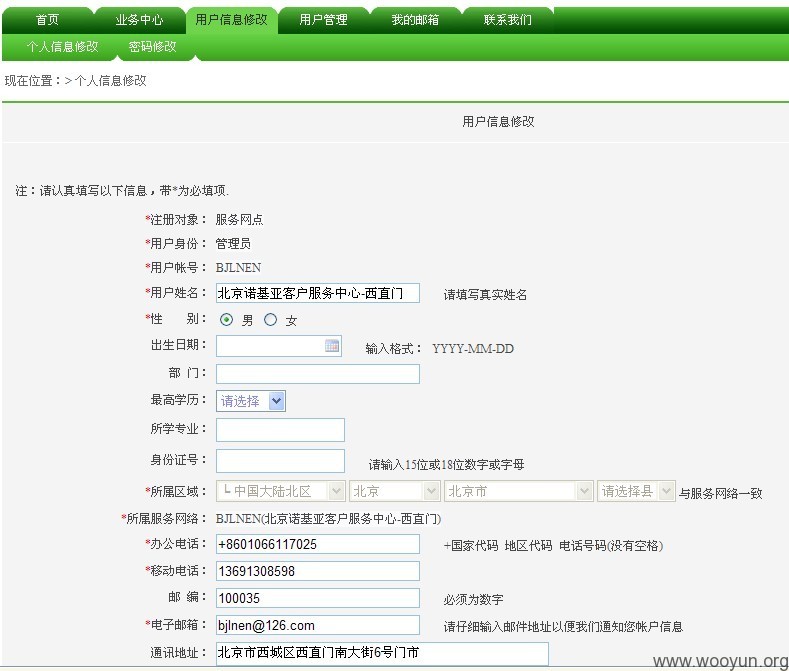 首页 业务中心 用户信息修改 用户管理 我的邮箱 联系我们
个人信息修改 密码修改
现在位置：> 个人信息修改
用户信息修改
注：请认真填写以下信息，带*为必填项.
*注册对象： 服务网点
*用户身份： 管理员
*用户帐号： BJLNEN
*用户姓名： 北京诺基亚客户服务中心-西直门 请填写真实姓名
*性 别： 男 女
出生日期： 输入格式： YYYY-MM-DD
部 门：
最高学历： 请选择
所学专业：
身份证号： 请输入15位或18位数字或字母
*所属区域： └ 中国大陆北区 北京 北京市 请选择县 与服务网络一致
*所属服务网络： BJLNEN(北京诺基亚客户服务中心-西直门)
*办公电话： +8601066117025 +国家代码 地区代码 电话号码(没有空格)
*移动电话： 13691308598
邮 编： 100035 必须为数字
*电子邮箱： bjlnen@126.com 请仔细输入邮件地址以便我们通知您帐户信息
通讯地址： 北京市西城区西直门南大街6号门市
www.wooyun.org